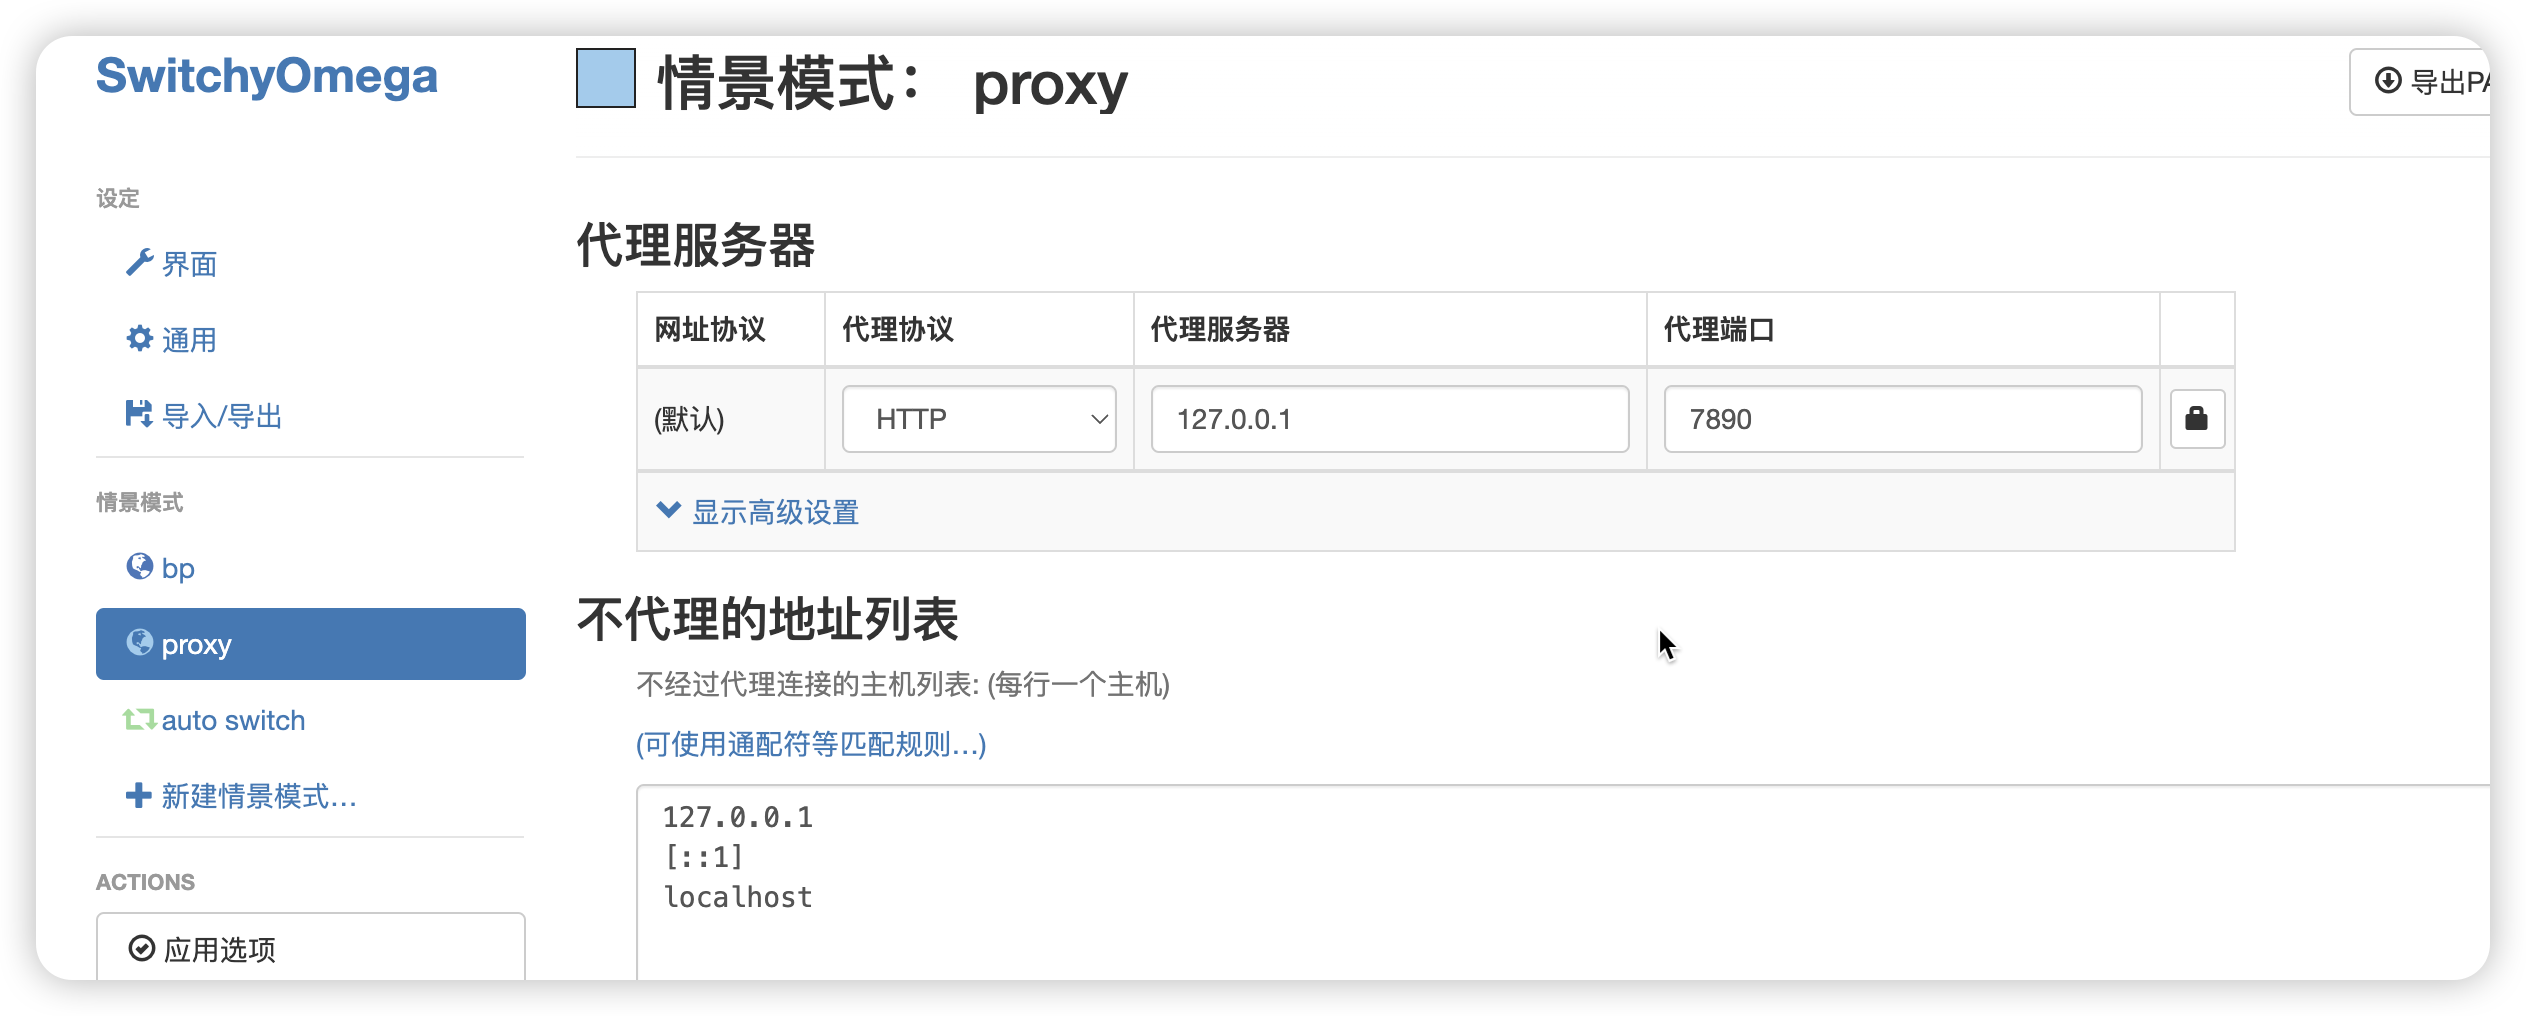 SwitchyOmega
设定
界面
通用
导入/导出
情景模式
bp
proxy
auto switch
新建情景模式...
ACTIONS
应用选项
情景模式： proxy
导出PA
代理服务器
网址协议 代理协议 代理服务器 代理端口
(默认) HTTP 127.0.0.1 7890
显示高级设置
不代理的地址列表
不经过代理连接的主机列表: (每行一个主机)
(可使用通配符等匹配规则...)
127.0.0.1
[::1]
localhost